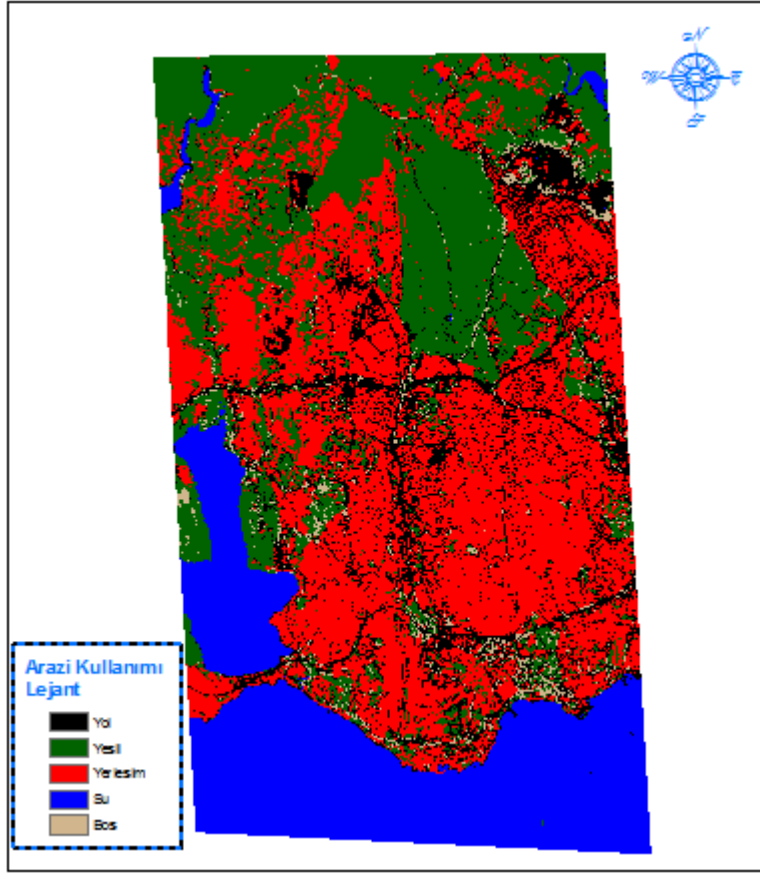 N
W E
S
Arazi Kullanımı
Lejant
Yol
Yesil
Yerlesim
Su
Bos